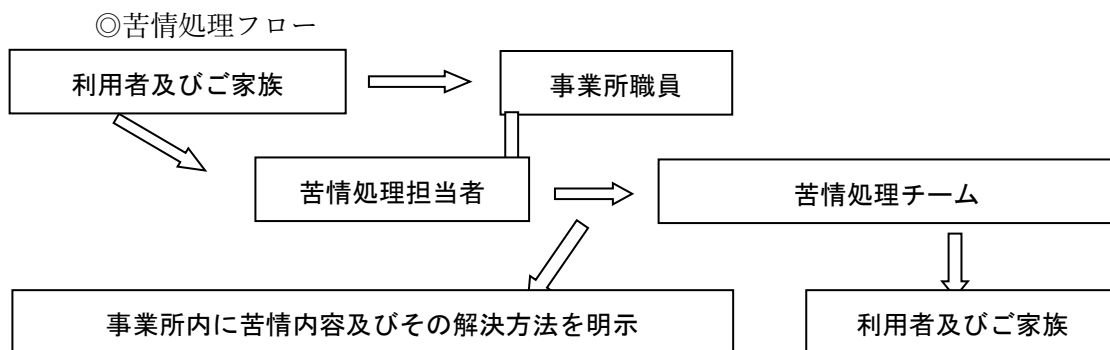 ◎苦情処理フロー
利用者及びご家族
事業所職員
苦情処理担当者
苦情処理チーム
事業所内に苦情内容及びその解決方法を明示
利用者及びご家族